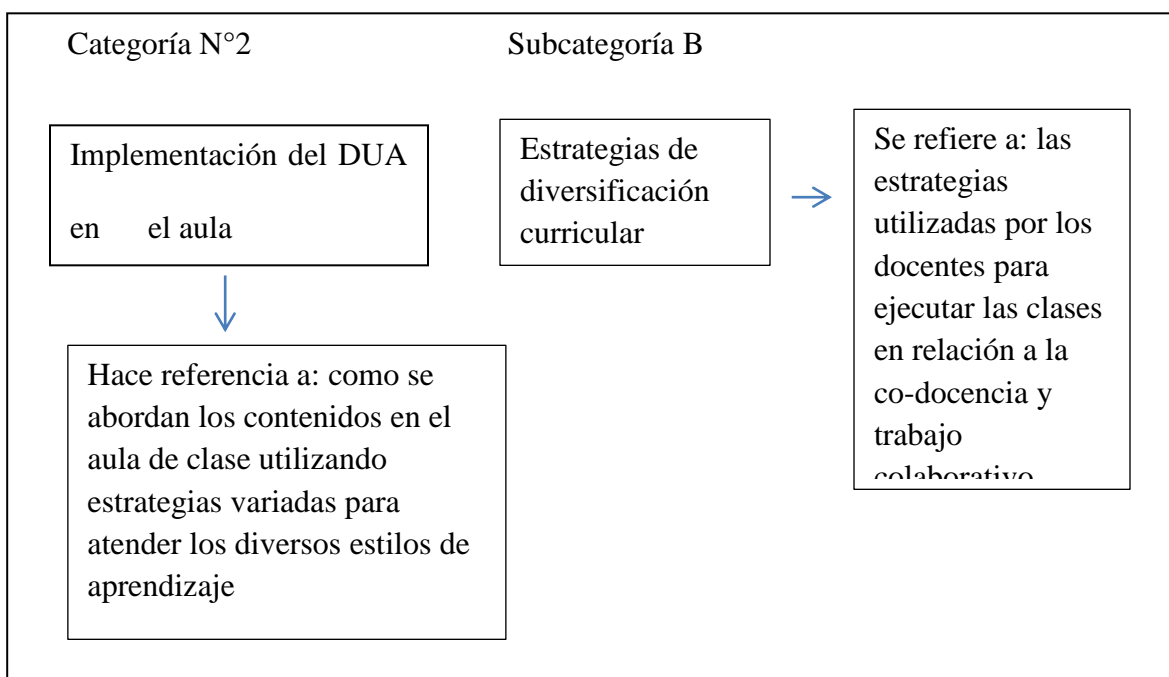 Categoría N°2
Subcategoría B
Implementación del DUA
en el aula
Estrategias de
diversificación
curricular
Se refiere a: las
estrategias
utilizadas por los
docentes para
ejecutar las clases
en relación a la
co-docencia y
trabajo
colaborativo
Hace referencia a: como se
abordan los contenidos en el
aula de clase utilizando
estrategias variadas para
atender los diversos estilos de
aprendizaje